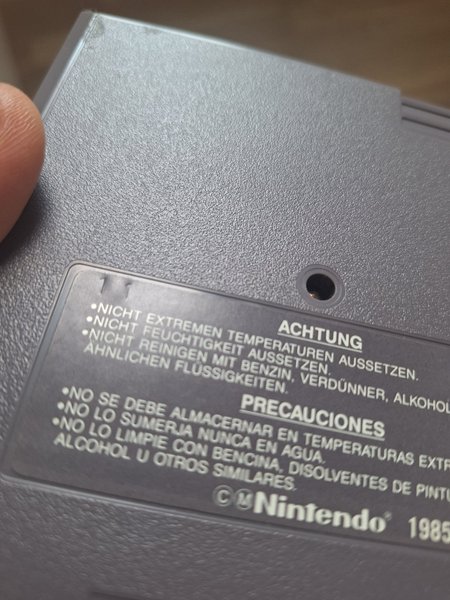 ACHTUNG
•NICHT EXTREMEN TEMPERATUREN AUSSETZEN.
•NICHT FEUCHTIGKEIT AUSSETZEN.
•NICHT REINIGEN MIT BENZIN, VERDÜNNER, ALKOHOL
ÄHNLICHEN FLÜSSIGKEITEN.
PRECAUCIONES
•NO SE DEBE ALMACERNAR EN TEMPERATURAS EXTR
•NO LO SUMERJA NUNCA EN AGUA.
•NO LO LIMPIE CON BENCINA, DISOLVENTES DE PINTU
ALCOHOL U OTROS SIMILARES.
©Ⓜ Nintendo® 1985